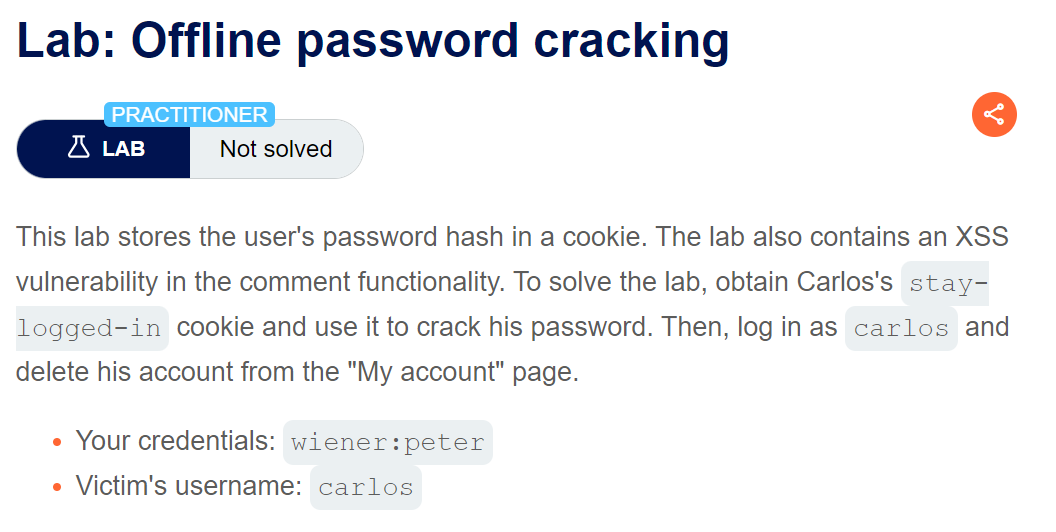 Lab: Offline password cracking
PRACTITIONER
LAB Not solved
This lab stores the user's password hash in a cookie. The lab also contains an XSS
vulnerability in the comment functionality. To solve the lab, obtain Carlos's stay-
logged-in cookie and use it to crack his password. Then, log in as carlos and
delete his account from the "My account" page.
• Your credentials: wiener:peter
• Victim's username: carlos